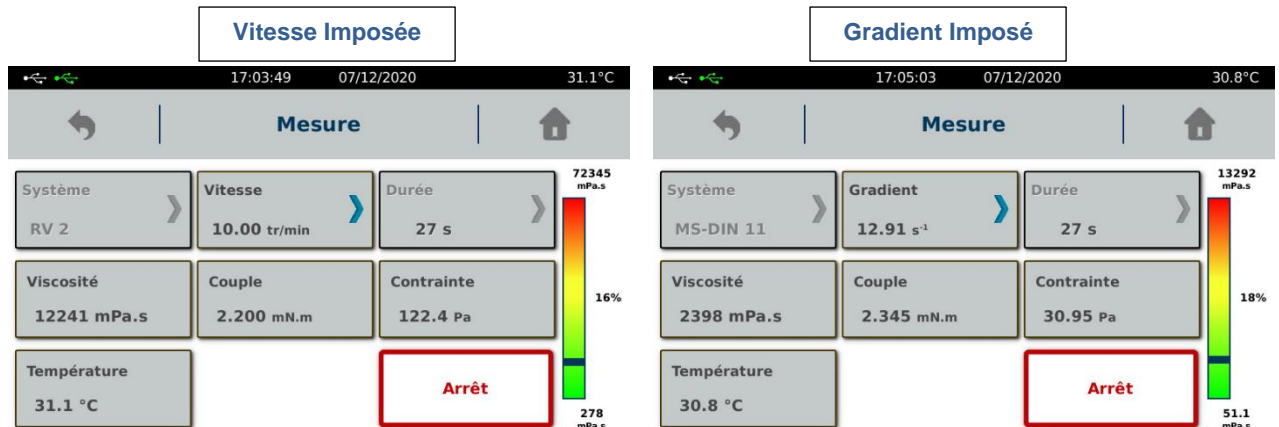 Vitesse Imposée
17:03:49 07/12/2020 31.1°C
Mesure
Système
RV 2
Vitesse
10.00 tr/min
Durée
27 s
Viscosité
12241 mPa.s
Couple
2.200 mN.m
Contrainte
122.4 Pa
Température
31.1 °C
Arrêt
72345
mPa.s
16%
278
mPa.s
Gradient Imposé
17:05:03 07/12/2020 30.8°C
Mesure
Système
MS-DIN 11
Gradient
12.91 s⁻¹
Durée
27 s
Viscosité
2398 mPa.s
Couple
2.345 mN.m
Contrainte
30.95 Pa
Température
30.8 °C
Arrêt
13292
mPa.s
18%
51.1
mPa.s